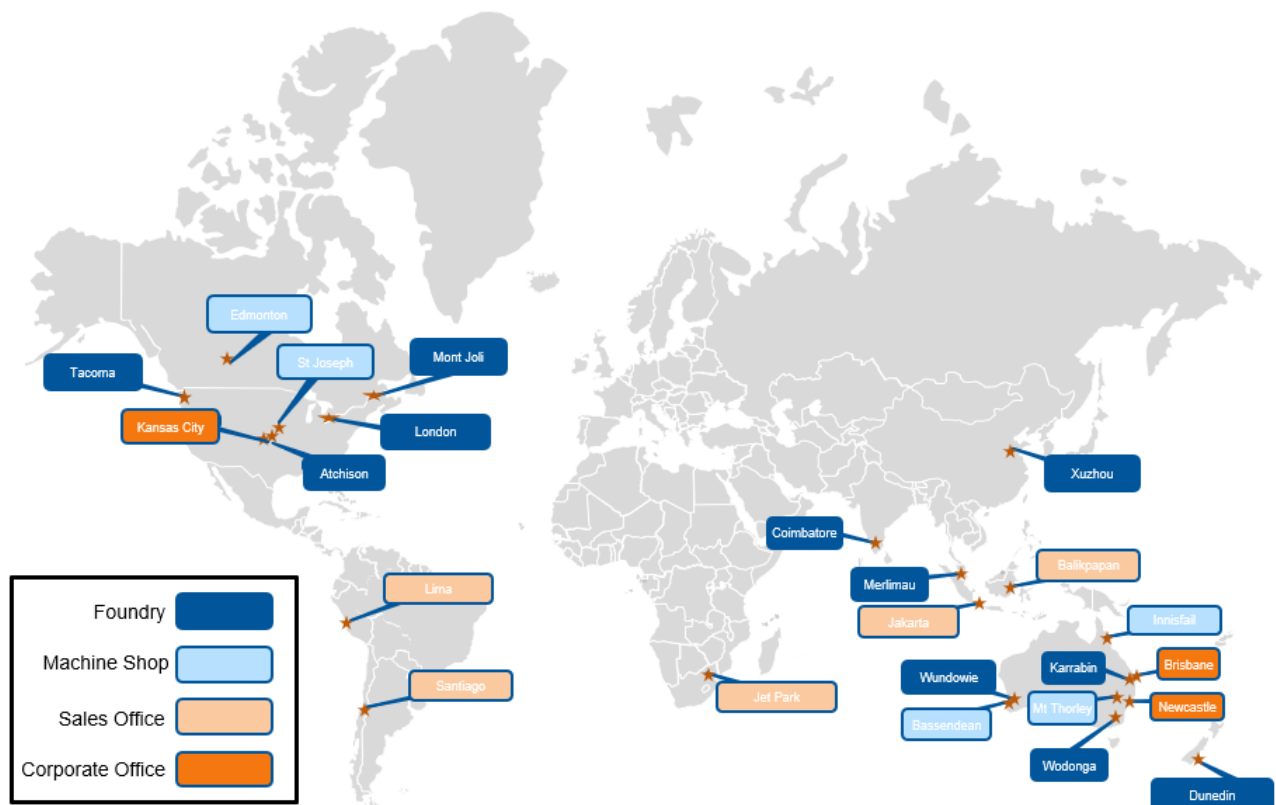 Edmonton
St Joseph
Mont Joli
Tacoma
Kansas City
London
Atchison
Xuzhou
Coimbatore
Balikpapan
Merlimau
Lima
Jakarta
Innisfail
Karrabin
Brisbane
Wundowie
Santiago
Jet Park
Mt Thorley
Newcastle
Bassendean
Wodonga
Dunedin
Foundry
Machine Shop
Sales Office
Corporate Office